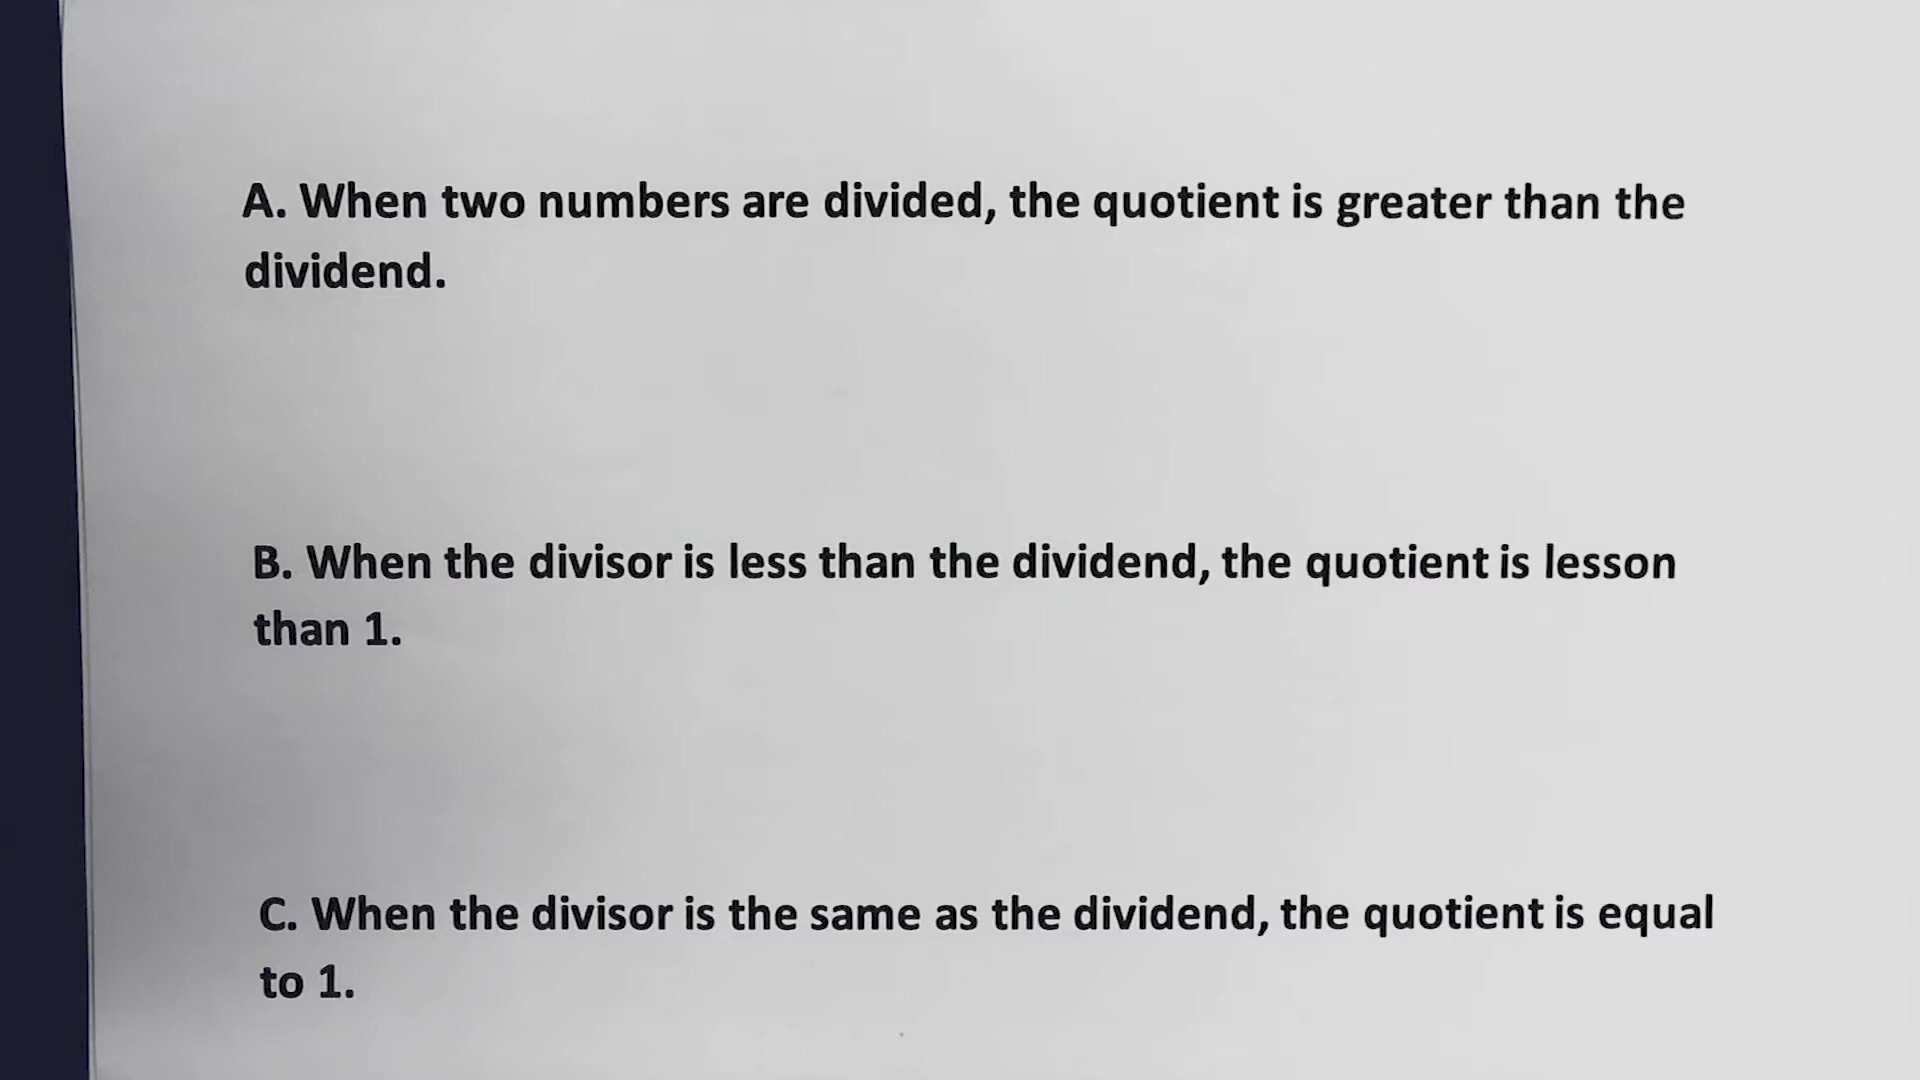 A. When two numbers are divided, the quotient is greater than the
dividend.
B. When the divisor is less than the dividend, the quotient is lesson
than 1.
C. When the divisor is the same as the dividend, the quotient is equal
to 1.